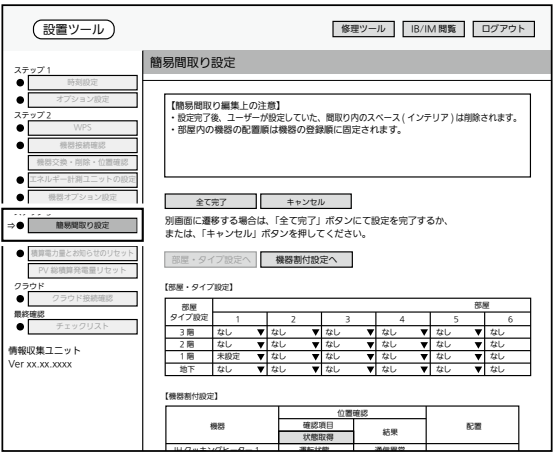 設置ツール
修理ツール
IB/IM 閲覧
ログアウト
ステップ 1
時刻設定
オプション設定
ステップ 2
WPS
機器接続確認
機器交換・削除・位置確認
エネルギー計測ユニットの設定
機器オプション設定
⇒● 簡易間取り設定
積算電力量とお知らせのリセット
PV 総積算発電量リセット
クラウド
クラウド接続確認
最終確認
チェックリスト
情報収集ユニット
Ver xx.xx.xxxx
簡易間取り設定
【簡易間取り編集上の注意】
・設定完了後、ユーザーが設定していた、間取り内のスペース ( インテリア ) は削除されます。
・部屋内の機器の配置順は機器の登録順に固定されます。
全て完了 キャンセル
別画面に遷移する場合は、「全て完了」ボタンにて設定を完了するか、
または、「キャンセル」ボタンを押してください。
部屋・タイプ設定へ 機器割付設定へ
【部屋・タイプ設定】
部屋 部屋
タイプ設定 1 2 3 4 5 6
3 階 なし ▼ なし ▼ なし ▼ なし ▼ なし ▼ なし
2 階 なし ▼ なし ▼ なし ▼ なし ▼ なし ▼ なし
1 階 未設定 ▼ なし ▼ なし ▼ なし ▼ なし ▼ なし
地下 なし ▼ なし ▼ なし ▼ なし ▼ なし ▼ なし
【機器割付設定】
機器 位置確認 配置
確認項目 結果
状態取得
IH クッキングヒーター 1 運転状態 通信異常